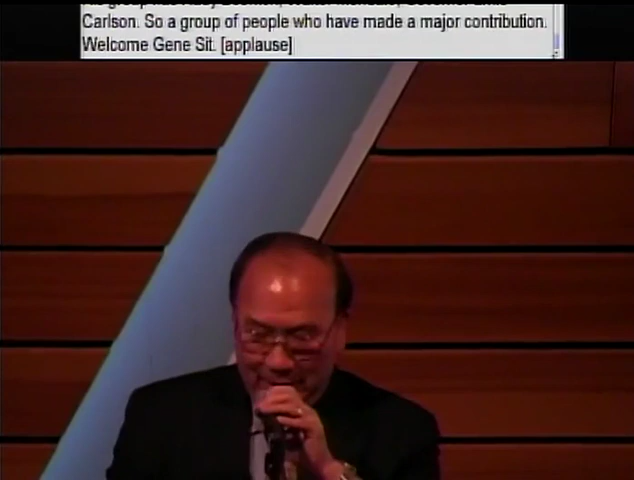 Carlson. So a group of people who have made a major contribution.
Welcome Gene Sit. [applause]